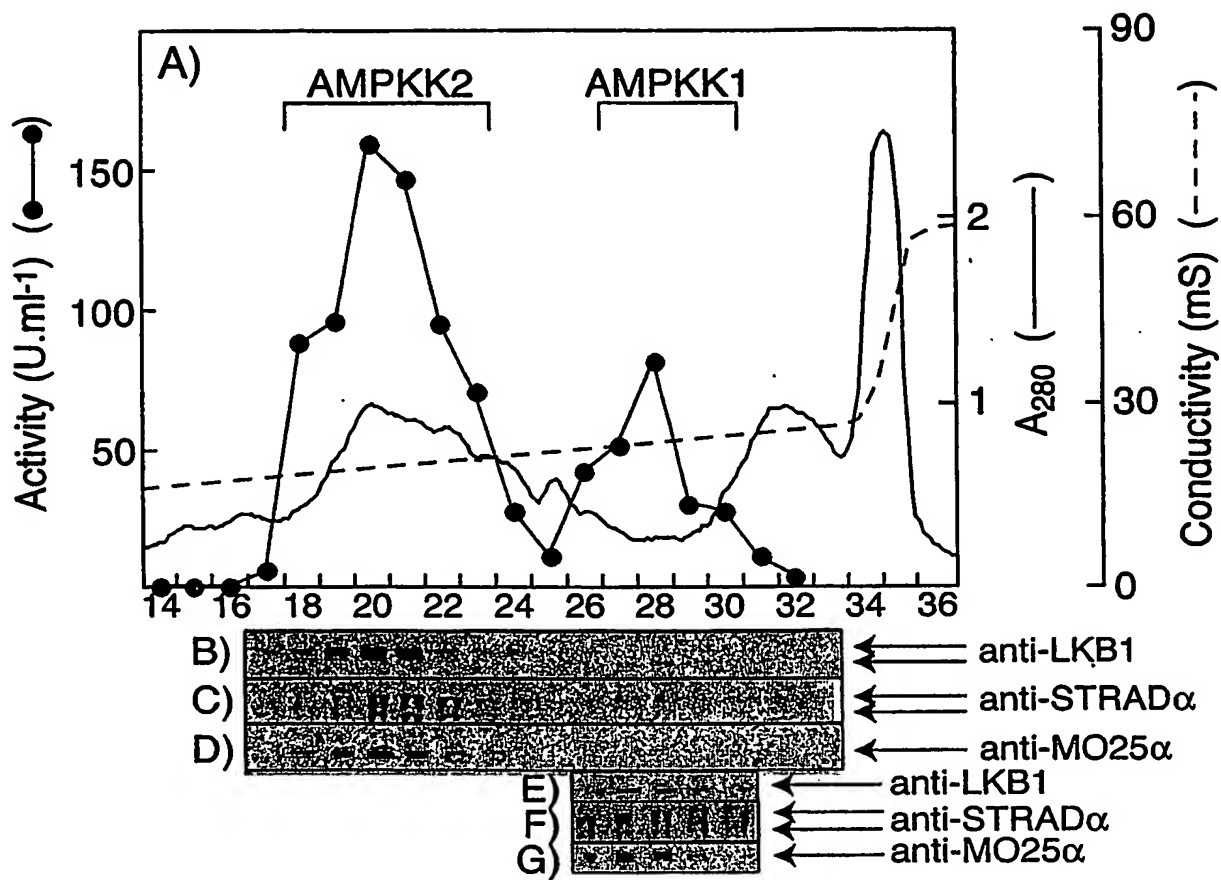 A)
AMPKK2
AMPKK1
Activity (U.ml-1) (●—●)
150
100
50
2
1
A280 (——)
90
60
30
0
Conductivity (mS) (----)
14 16 18 20 22 24 26 28 30 32 34 36
B)
anti-LKB1
C)
anti-STRADα
D)
anti-MO25α
E)
anti-LKB1
F)
anti-STRADα
G)
anti-MO25α